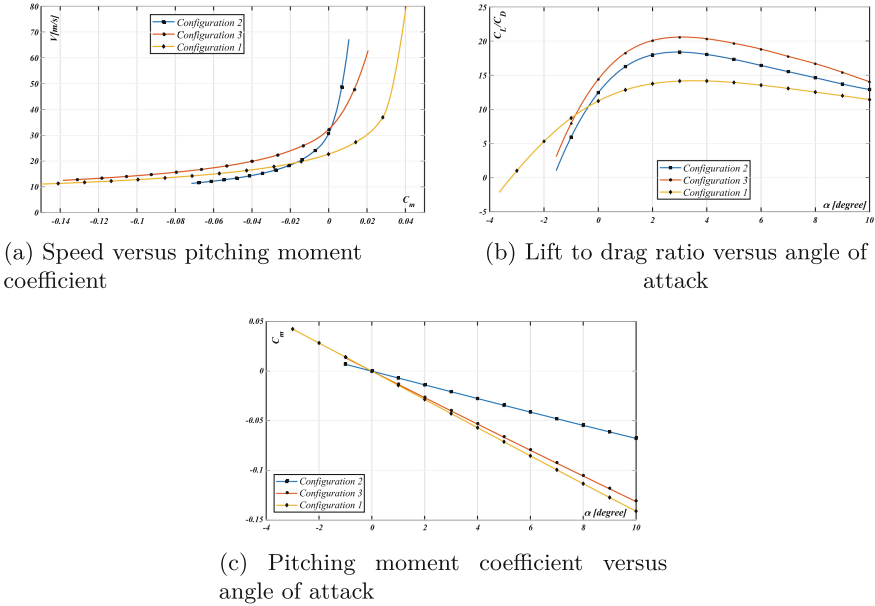 80
70
60
50
40
30
20
10
0
V[m/s]
Configuration 2
Configuration 3
Configuration 1
C_m
-0.14 -0.12 -0.1 -0.08 -0.06 -0.04 -0.02 0 0.02 0.04
(a) Speed versus pitching moment
coefficient
25
20
15
10
5
0
-5
C_L/C_D
Configuration 2
Configuration 3
Configuration 1
α [degree]
-4 -2 0 2 4 6 8 10
(b) Lift to drag ratio versus angle of
attack
0.05
0
-0.05
-0.1
-0.15
C_m
Configuration 2
Configuration 3
Configuration 1
α [degree]
-4 -2 0 2 4 6 8 10
(c) Pitching moment coefficient versus
angle of attack